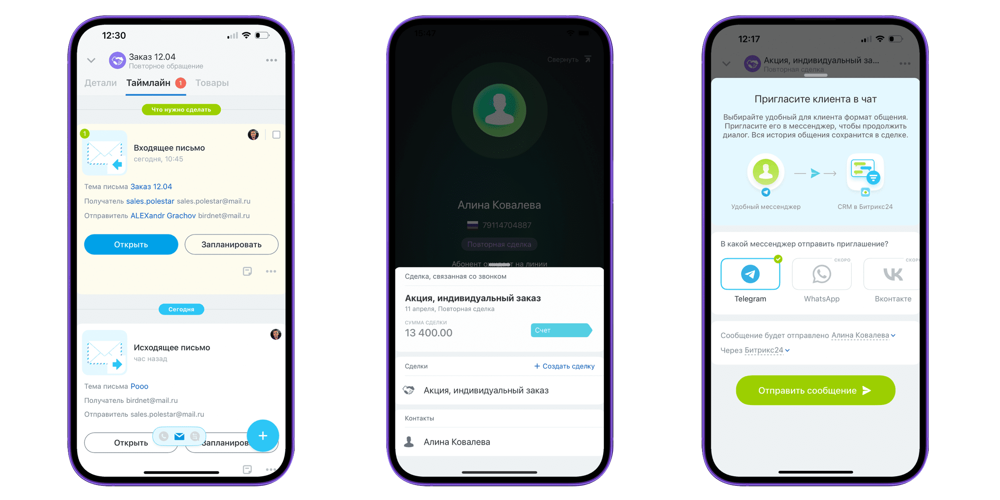 12:30
Заказ 12.04
Повторное обращение
Детали Таймлайн 1 Товары
Что нужно сделать
1
Входящее письмо
сегодня, 10:45
Тема письма Заказ 12.04
Получатель sales.polestar sales.polestar@mail.ru
Отправитель ALEXandr Grachov birdnet@mail.ru
Открыть Запланировать
Сегодня
Исходящее письмо
час назад
Тема письма Pooo
Получатель birdnet@mail.ru
Отправитель sales.polestar@mail.ru
Открыть Запланиров
15:47
Свернуть
Алина Ковалева
79114704887
Повторная сделка
Абонент ожидает на линии
Сделка, связанная со звонком
Акция, индивидуальный заказ
11 апреля, Повторная сделка
СУММА СДЕЛКИ
13 400.00
Счет
Сделки + Создать сделку
Акция, индивидуальный заказ
Контакты
Алина Ковалева
12:17
Акция, индивидуальный за...
Повторная сделка
Пригласите клиента в чат
Выбирайте удобный для клиента формат общения.
Пригласите его в мессенджер, чтобы продолжить
диалог. Вся история общения сохранится в сделке.
Удобный мессенджер CRM в Битрикс24
В какой мессенджер отправить приглашение?
СКОРО СКОРО
Telegram WhatsApp Вконтакте
Сообщение будет отправлено Алина Ковалева
Через Битрикс24
Отправить сообщение